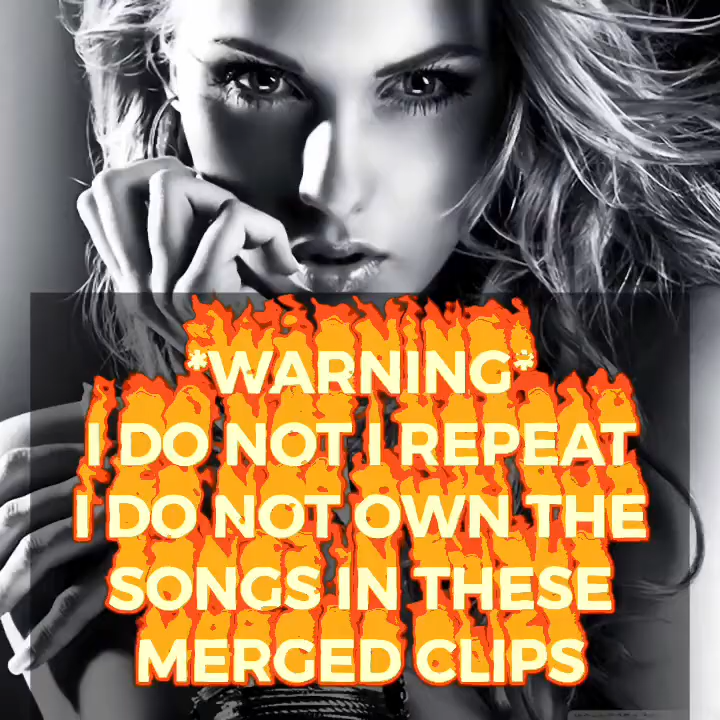 *WARNING*
I DO NOT I REPEAT
I DO NOT OWN THE
SONGS IN THESE
MERGED CLIPS